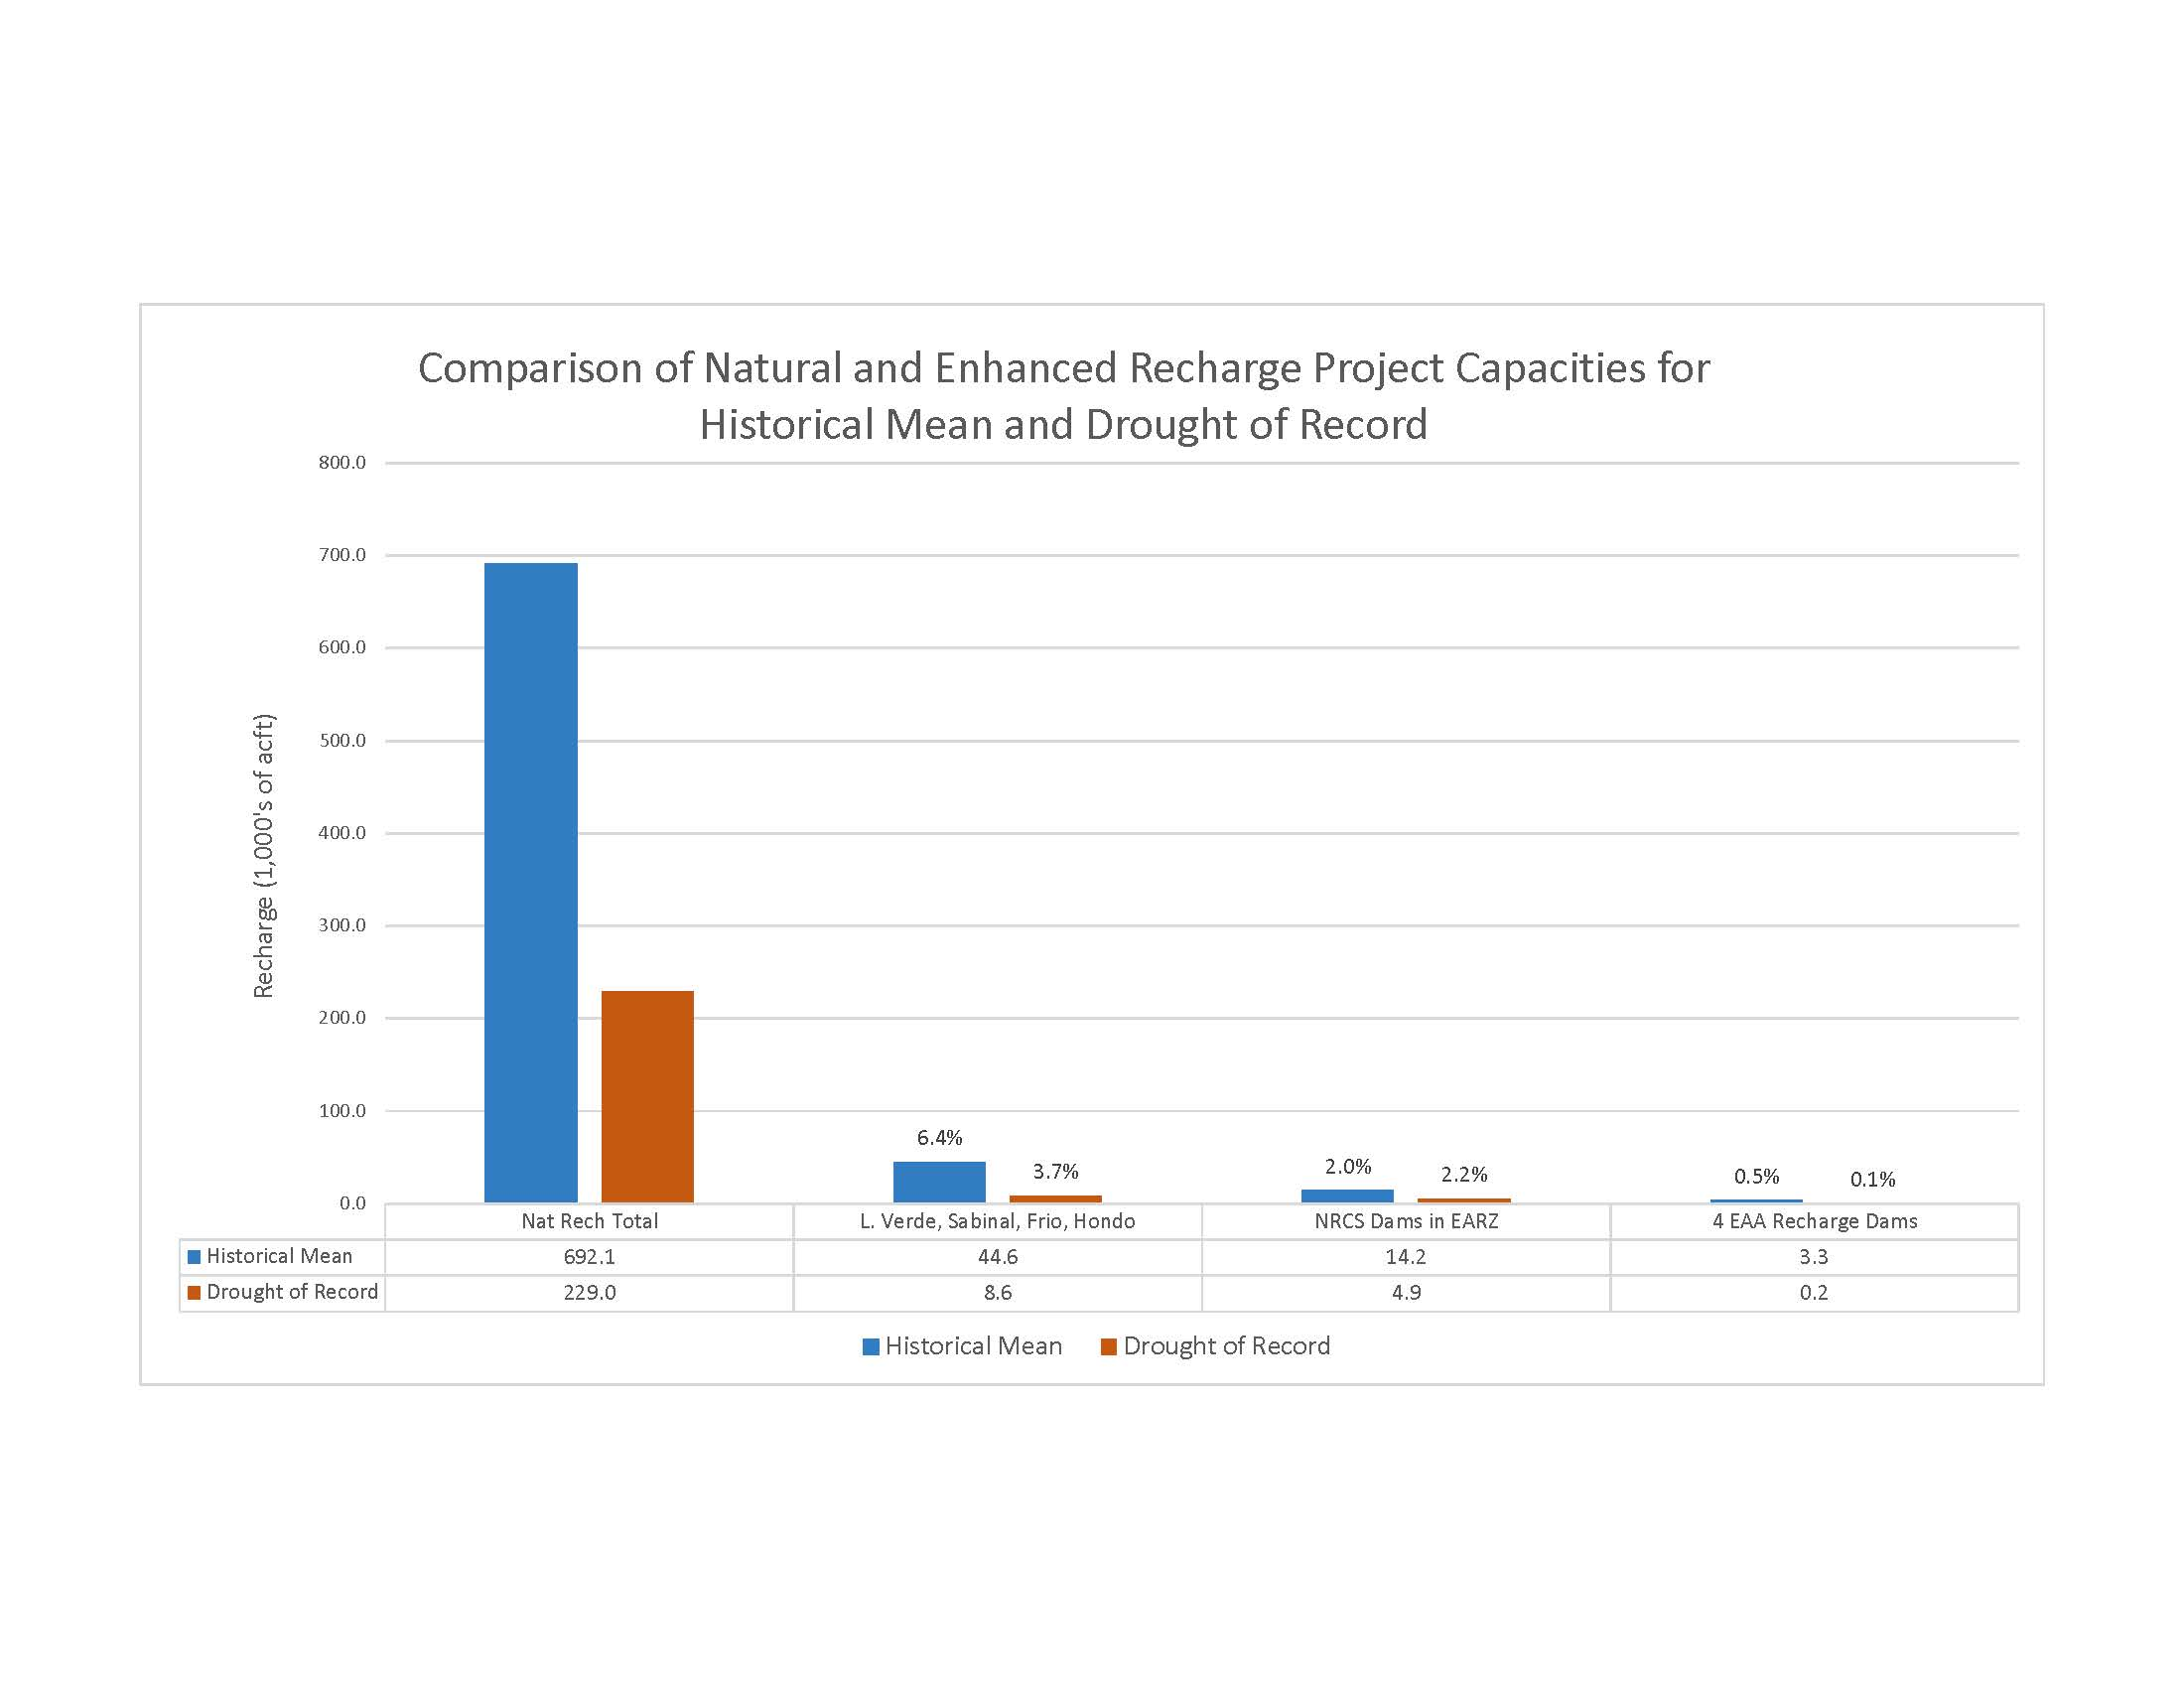 Comparison of Natural and Enhanced Recharge Project Capacities for
Historical Mean and Drought of Record
800.0
700.0
600.0
500.0
400.0
300.0
200.0
100.0
0.0
Recharge (1,000's of acft)
6.4%
3.7%
2.0%
2.2%
0.5%
0.1%
Nat Rech Total L. Verde, Sabinal, Frio, Hondo NRCS Dams in EARZ 4 EAA Recharge Dams
Historical Mean 692.1 44.6 14.2 3.3
Drought of Record 229.0 8.6 4.9 0.2
Historical Mean Drought of Record